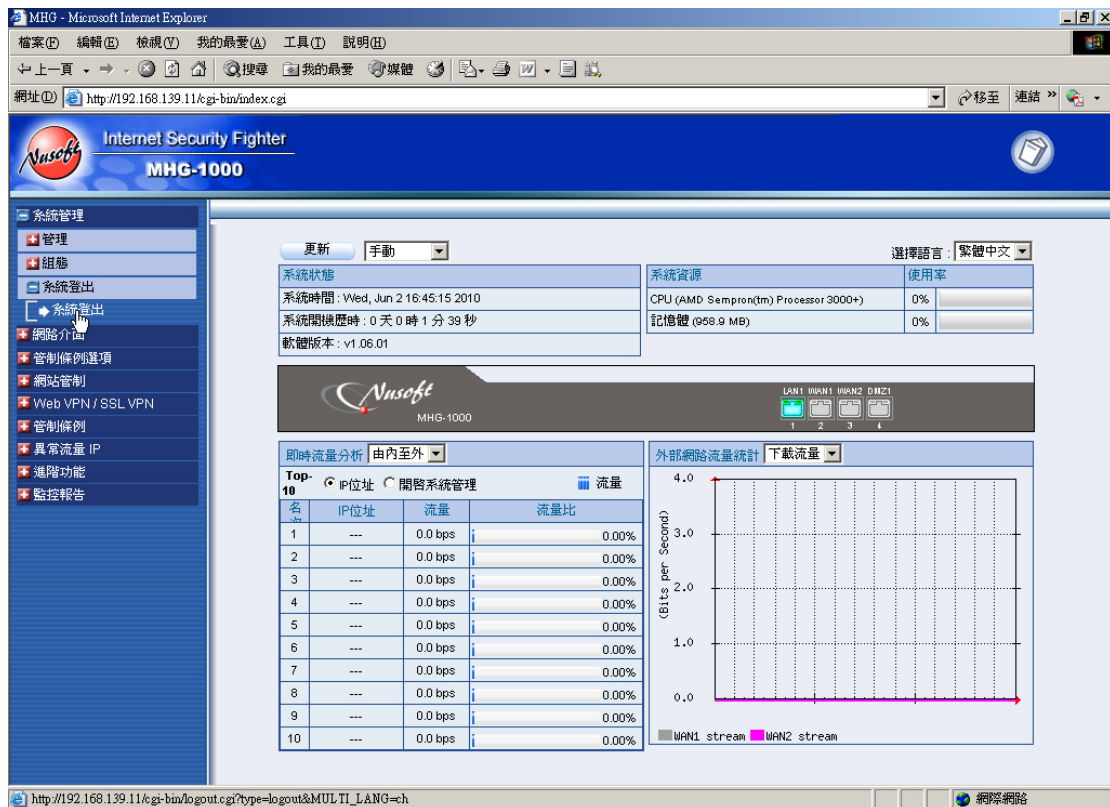 MHG - Microsoft Internet Explorer
檔案(F) 編輯(E) 檢視(V) 我的最愛(A) 工具(T) 說明(H)
上一頁 搜尋 我的最愛 媒體
網址(D) http://192.168.139.11/cgi-bin/index.cgi 移至 連結 »
Nusoft Internet Security Fighter
MHG-1000
系統管理
管理
組態
系統登出
系統登出
網路介面
管制條例選項
網站管制
Web VPN / SSL VPN
管制條例
異常流量 IP
進階功能
監控報告
更新 手動 選擇語言 : 繁體中文
系統狀態
系統時間 : Wed, Jun 2 16:45:15 2010
系統開機歷時 : 0 天 0 時 1 分 39 秒
軟體版本 : v1.06.01
系統資源 使用率
CPU (AMD Sempron(tm) Processor 3000+) 0%
記憶體 (958.9 MB) 0%
Nusoft
MHG-1000
LAN1 WAN1 WAN2 DMZ1
1 2 3 4
即時流量分析 由內至外
Top-10 IP位址 開啓系統管理 流量
名次 IP位址 流量 流量比
1 --- 0.0 bps 0.00%
2 --- 0.0 bps 0.00%
3 --- 0.0 bps 0.00%
4 --- 0.0 bps 0.00%
5 --- 0.0 bps 0.00%
6 --- 0.0 bps 0.00%
7 --- 0.0 bps 0.00%
8 --- 0.0 bps 0.00%
9 --- 0.0 bps 0.00%
10 --- 0.0 bps 0.00%
外部網路流量統計 下載流量
4.0
3.0
2.0
1.0
0.0
(Bits per Second)
WAN1 stream WAN2 stream
http://192.168.139.11/cgi-bin/logout.cgi?type=logout&MULTI_LANG=ch 網際網路